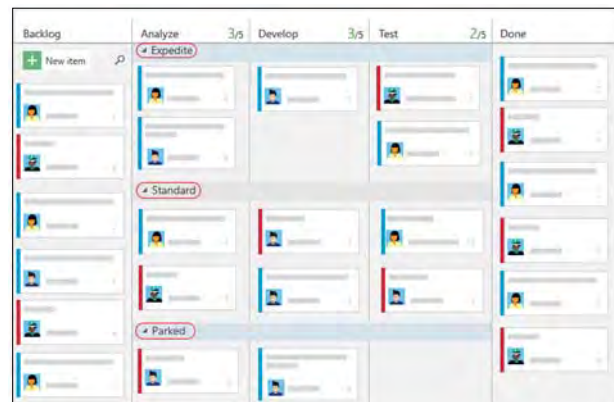 Backlog Analyze 3/5 Develop 3/5 Test 2/5 Done
New item
Expedite
Standard
Parked